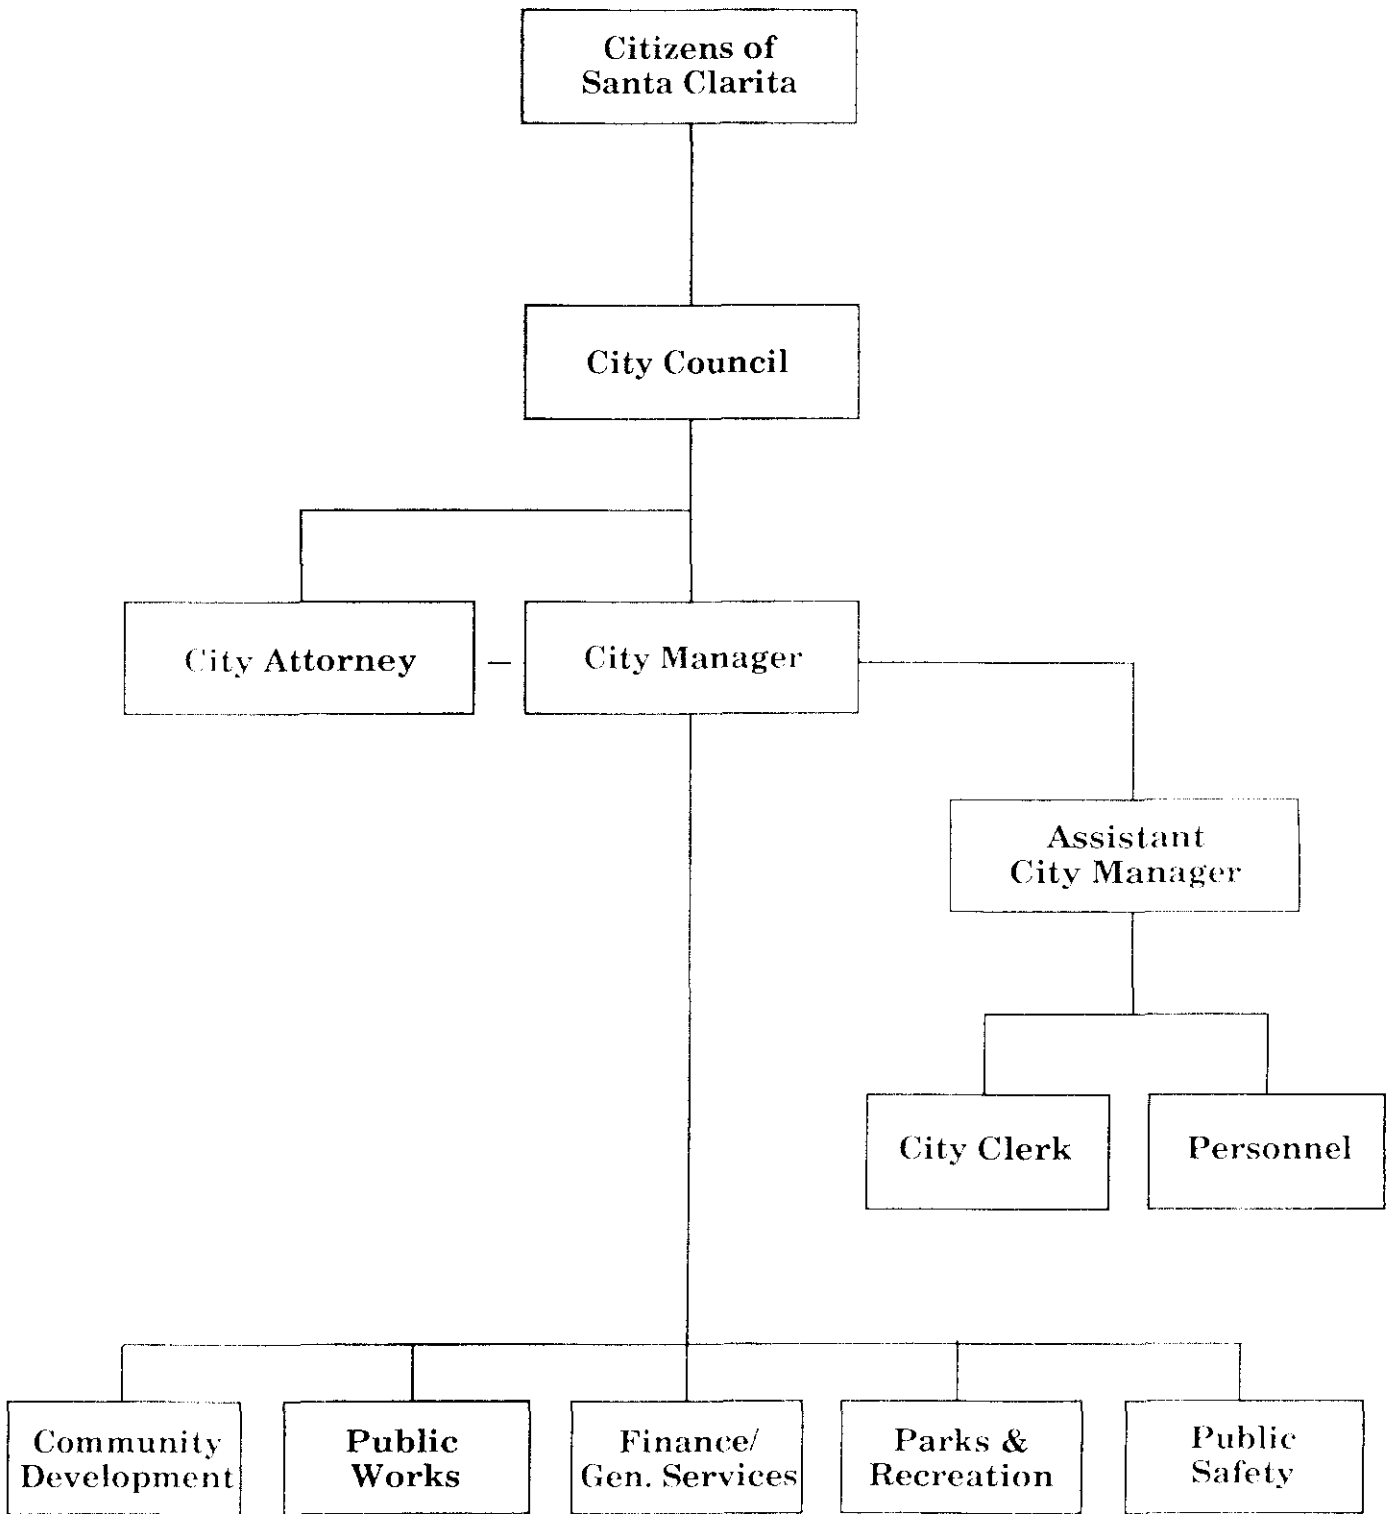 Citizens of
Santa Clarita
City Council
City Attorney
City Manager
Assistant
City Manager
City Clerk
Personnel
Community
Development
Public
Works
Finance/
Gen. Services
Parks &
Recreation
Public
Safety